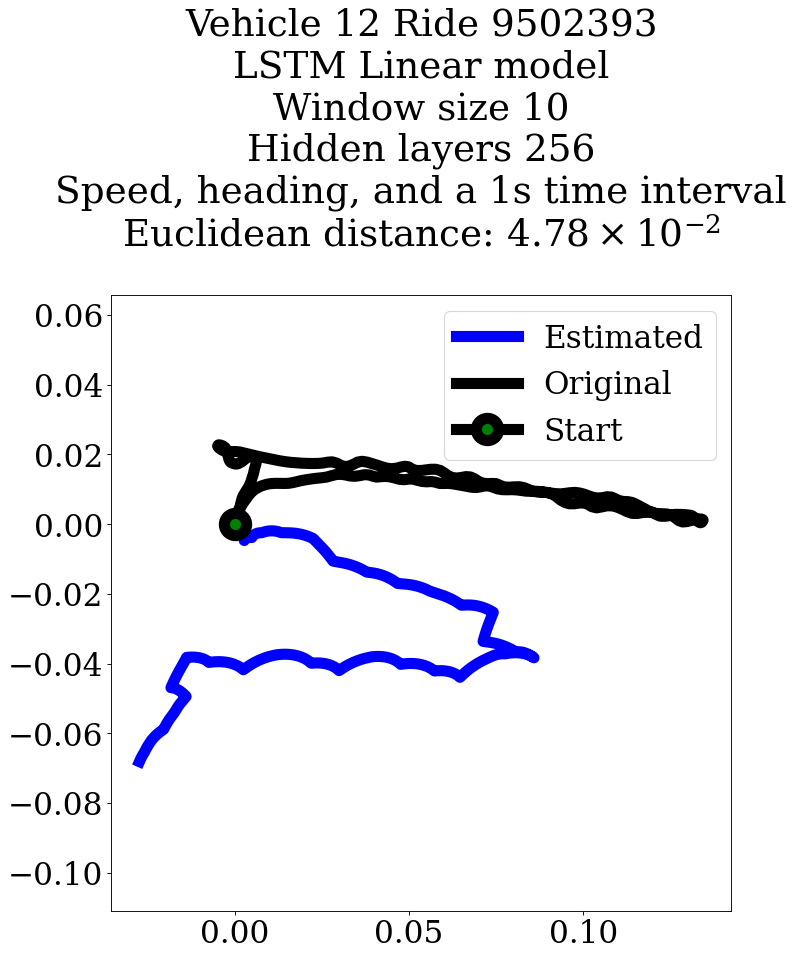 Vehicle 12 Ride 9502393
LSTM Linear model
Window size 10
Hidden layers 256
Speed, heading, and a 1s time interval
Euclidean distance: 4.78 × 10⁻²
Estimated
Original
Start
0.06
0.04
0.02
0.00
−0.02
−0.04
−0.06
−0.08
−0.10
0.00 0.05 0.10